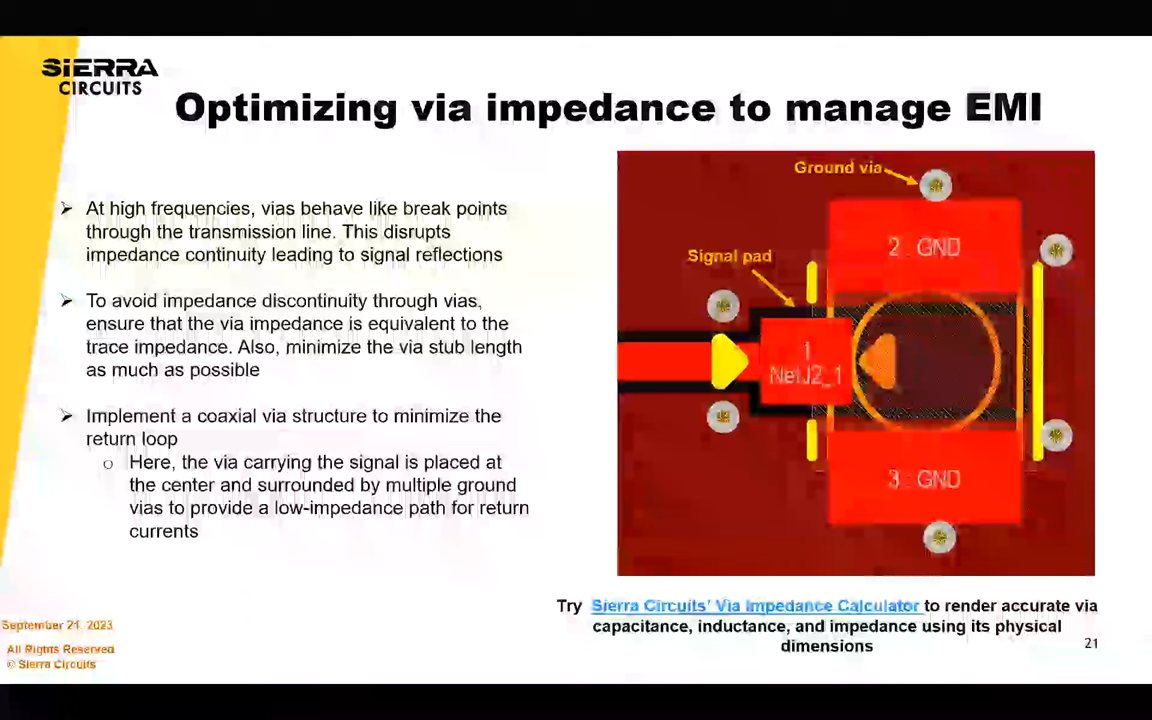 SIERRA
CIRCUITS
Optimizing via impedance to manage EMI
➢ At high frequencies, vias behave like break points
through the transmission line. This disrupts
impedance continuity leading to signal reflections
➢ To avoid impedance discontinuity through vias,
ensure that the via impedance is equivalent to the
trace impedance. Also, minimize the via stub length
as much as possible
➢ Implement a coaxial via structure to minimize the
return loop
o Here, the via carrying the signal is placed at
the center and surrounded by multiple ground
vias to provide a low-impedance path for return
currents
Ground via
Signal pad
2 : GND
1
NetJ2_1
3 : GND
Try Sierra Circuits' Via Impedance Calculator to render accurate via
capacitance, inductance, and impedance using its physical
dimensions
September 21, 2023
All Rights Reserved
© Sierra Circuits
21